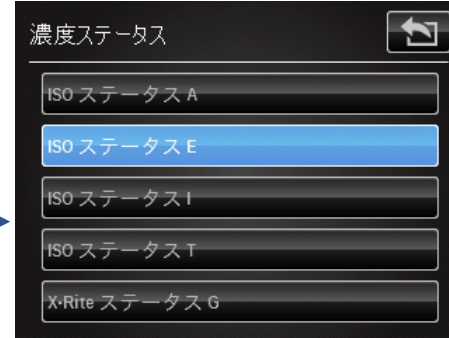 濃度ステータス
ISO ステータス A
ISO ステータス E
ISO ステータス I
ISO ステータス T
X-Rite ステータス G